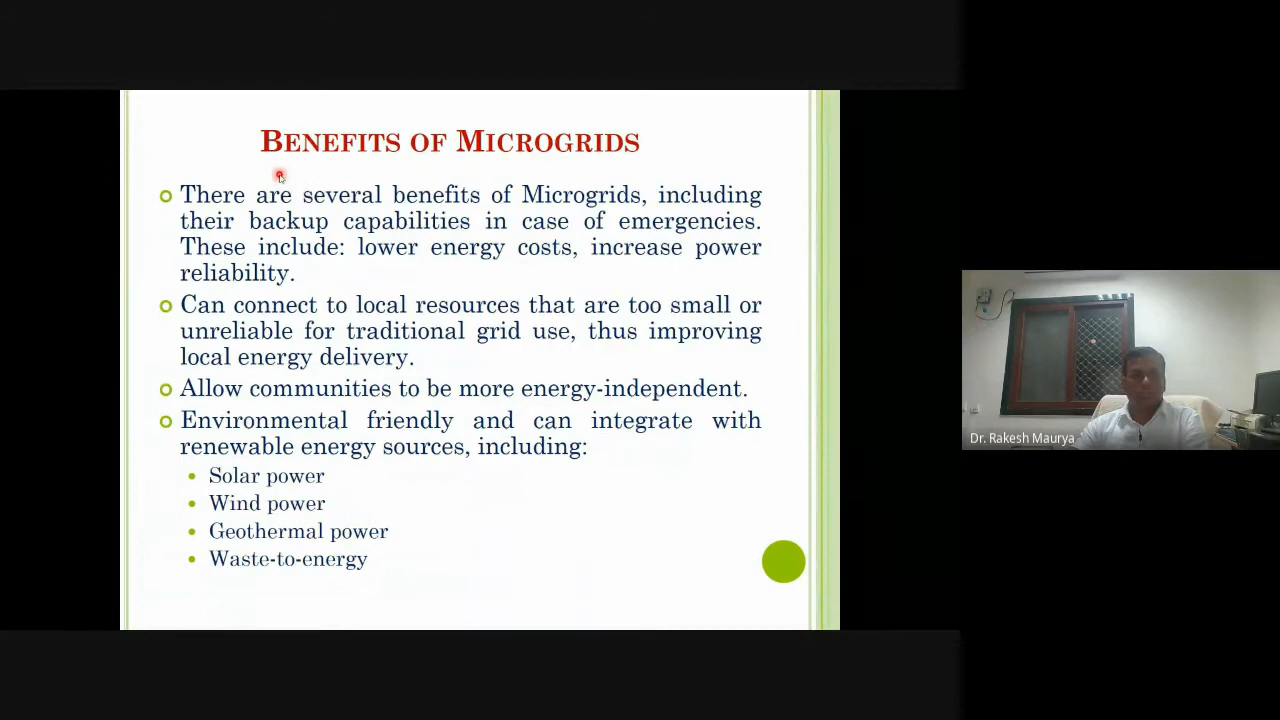 BENEFITS OF MICROGRIDS
There are several benefits of Microgrids, including
their backup capabilities in case of emergencies.
These include: lower energy costs, increase power
reliability.
Can connect to local resources that are too small or
unreliable for traditional grid use, thus improving
local energy delivery.
Allow communities to be more energy-independent.
Environmental friendly and can integrate with
renewable energy sources, including:
Solar power
Wind power
Geothermal power
Waste-to-energy
Dr. Rakesh Maurya